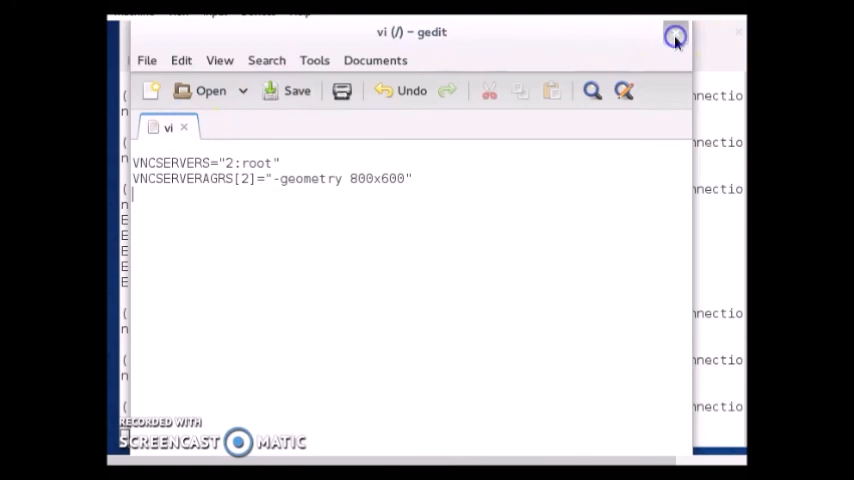 vi (/) – gedit
File Edit View Search Tools Documents
Open Save Undo
vi
VNCSERVERS="2:root"
VNCSERVERAGRS[2]="-geometry 800x600"
nnectio
nnectio
nnectio
nnectio
nnectio
nnectio
RECORDED WITH
SCREENCAST MATIC